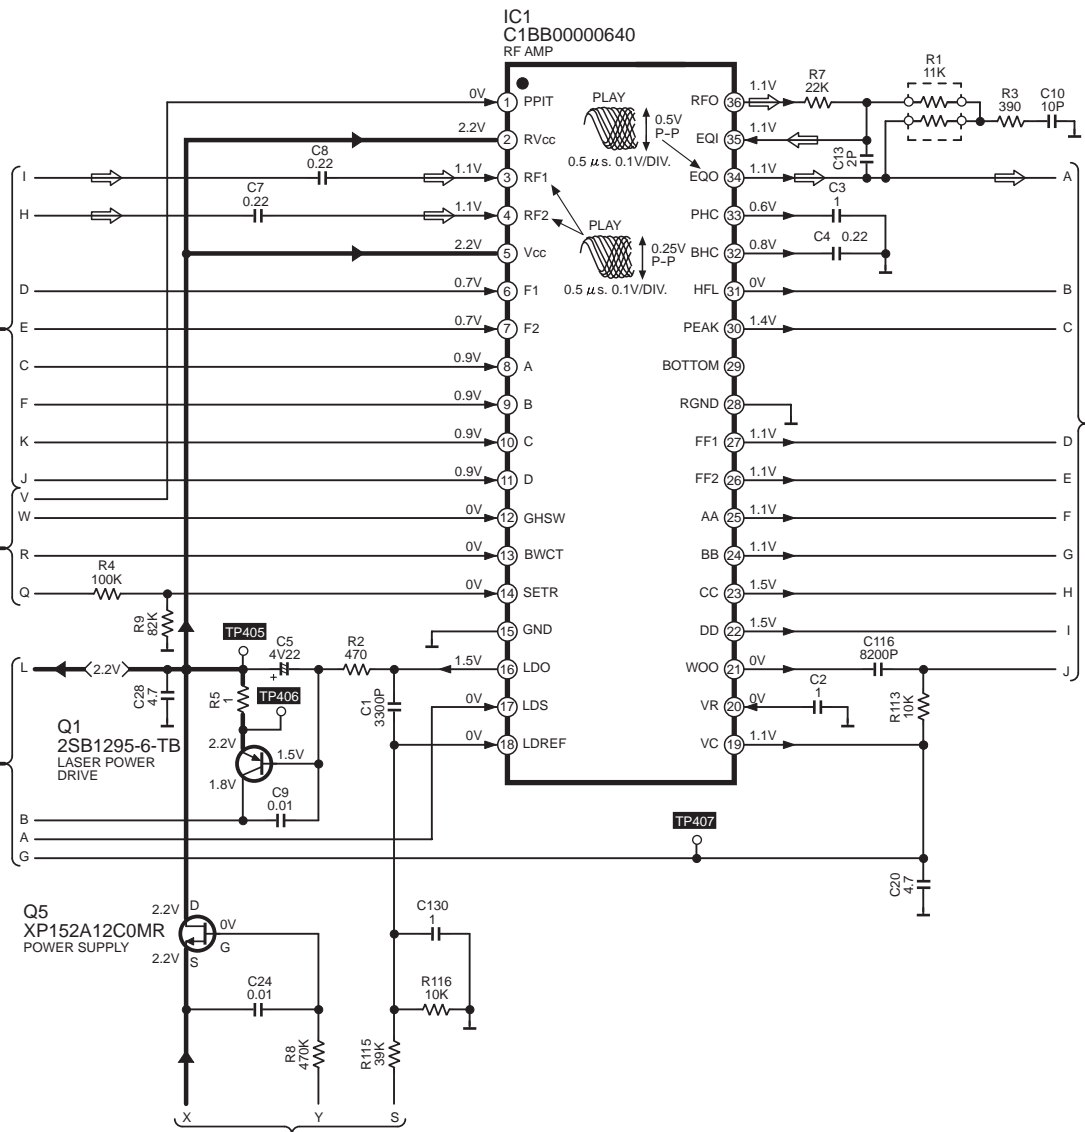 IC1
C1BB00000640
RF AMP
PLAY
0.5V
P-P
0.5 μs. 0.1V/DIV.
PLAY
0.25V
P-P
0.5 μs. 0.1V/DIV.
0V 1 PPIT
2.2V 2 RVcc
I C8 0.22 1.1V 3 RF1
H C7 0.22 1.1V 4 RF2
2.2V 5 Vcc
D 0.7V 6 F1
E 0.7V 7 F2
C 0.9V 8 A
F 0.9V 9 B
K 0.9V 10 C
J 0.9V 11 D
V
W 0V 12 GHSW
R 0V 13 BWCT
Q R4 100K 0V 14 SETR
R9 82K
15 GND
1.5V 16 LDO
17 LDS
0V 18 LDREF
RFO 36 1.1V R7 22K
R1 11K
R3 390
C10 10P
EQI 35 1.1V
C13 2P
EQO 34 1.1V A
PHC 33 0.6V C3 1
BHC 32 0.8V C4 0.22
HFL 31 0V B
PEAK 30 1.4V C
BOTTOM 29
RGND 28
FF1 27 1.1V D
FF2 26 1.1V E
AA 25 1.1V F
BB 24 1.1V G
CC 23 1.5V H
DD 22 1.5V I
WOO 21 0V C116 8200P J
VR 20 0V C2 1
R113 10K
VC 19 1.1V
L 2.2V
C28 4.7
TP405
R5 1
C5 4V22
+
R2 470
C1 3300P
TP406
Q1
2SB1295-6-TB
LASER POWER
DRIVE
2.2V
1.5V
1.8V
C9 0.01
B
A
G
TP407
C20 4.7
Q5
XP152A12C0MR
POWER SUPPLY
2.2V D
0V
G
2.2V S
C24 0.01
C130 1
R116 10K
R8 470K
R115 39K
X Y S